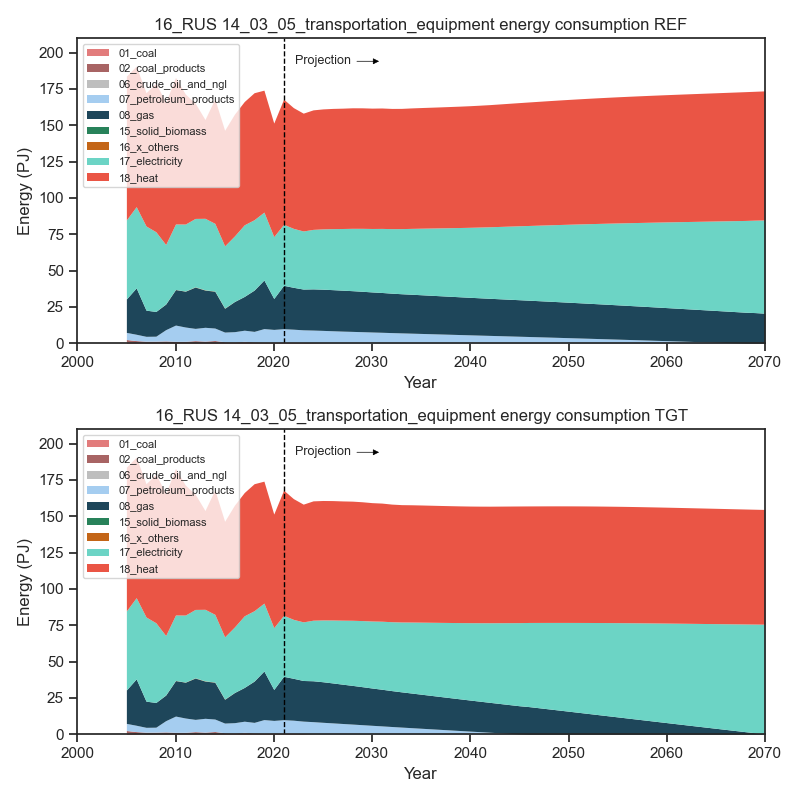 16_RUS 14_03_05_transportation_equipment energy consumption REF
200
175
150
125
100
75
50
25
0
Energy (PJ)
01_coal
02_coal_products
06_crude_oil_and_ngl
07_petroleum_products
08_gas
15_solid_biomass
16_x_others
17_electricity
18_heat
Projection
2000 2010 2020 2030 2040 2050 2060 2070
Year
16_RUS 14_03_05_transportation_equipment energy consumption TGT
200
175
150
125
100
75
50
25
0
Energy (PJ)
01_coal
02_coal_products
06_crude_oil_and_ngl
07_petroleum_products
08_gas
15_solid_biomass
16_x_others
17_electricity
18_heat
Projection
2000 2010 2020 2030 2040 2050 2060 2070
Year